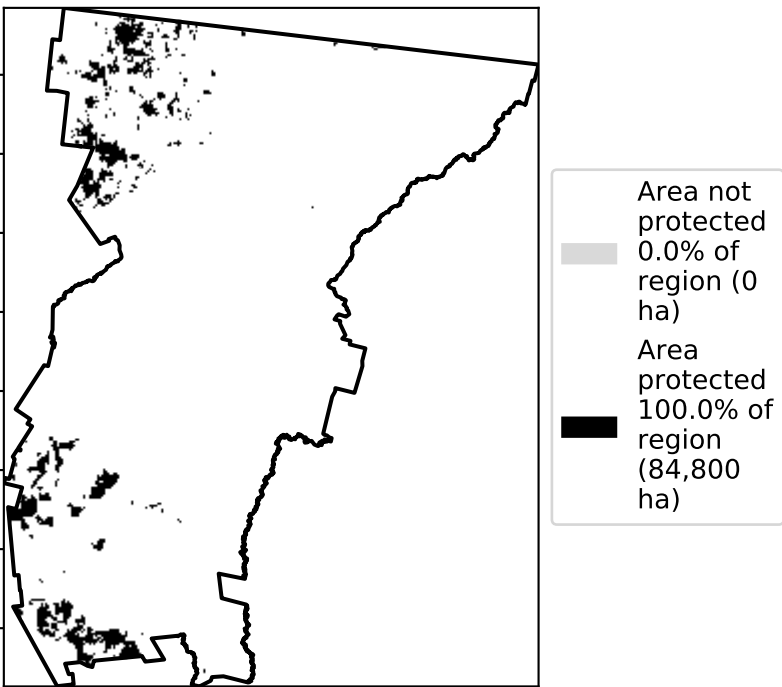 Area not
protected
0.0% of
region (0
ha)
Area
protected
100.0% of
region
(84,800
ha)